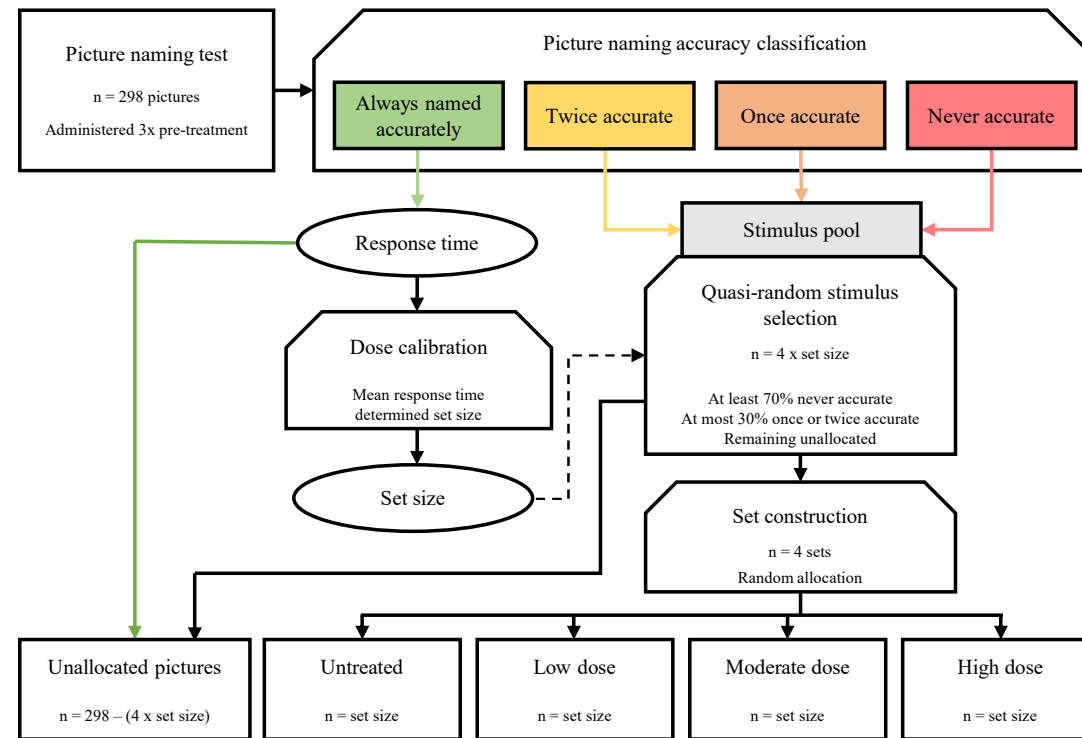 Picture naming test
n = 298 pictures
Administered 3x pre-treatment
Picture naming accuracy classification
Always named
accurately
Twice accurate
Once accurate
Never accurate
Response time
Stimulus pool
Dose calibration
Mean response time
determined set size
Quasi-random stimulus
selection
n = 4 x set size
At least 70% never accurate
At most 30% once or twice accurate
Remaining unallocated
Set size
Set construction
n = 4 sets
Random allocation
Unallocated pictures
n = 298 – (4 x set size)
Untreated
n = set size
Low dose
n = set size
Moderate dose
n = set size
High dose
n = set size